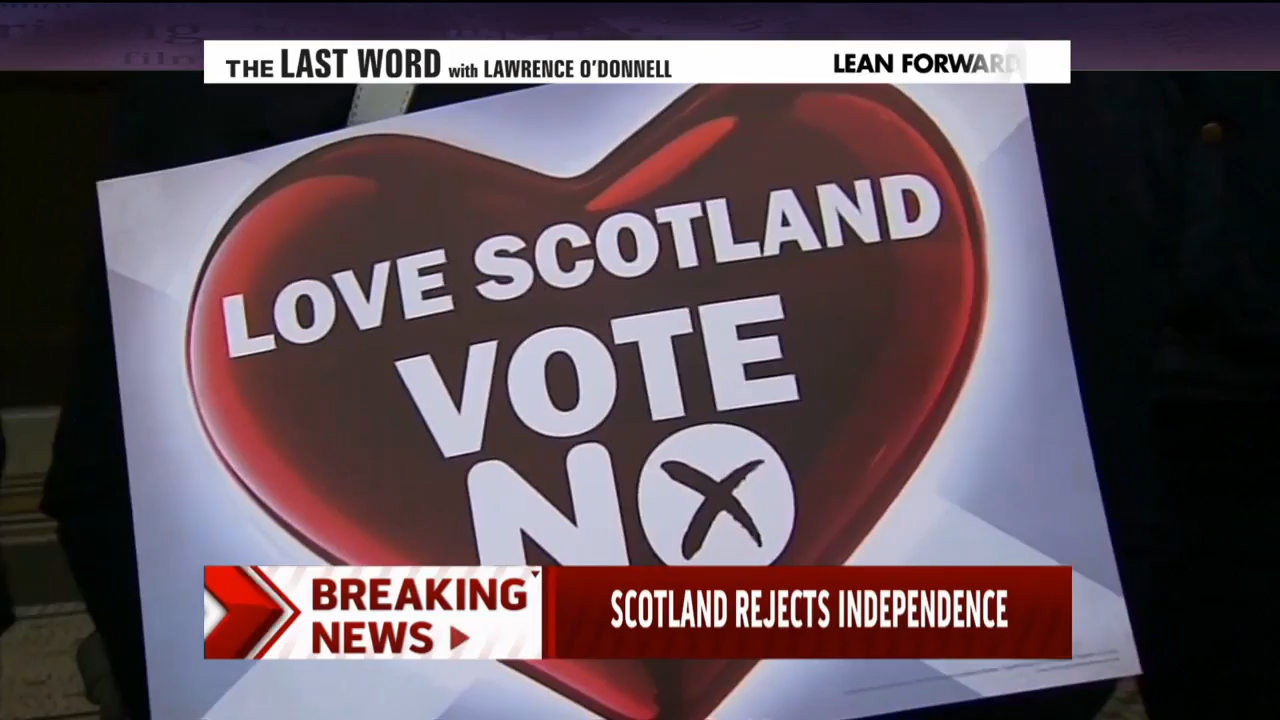 THE LAST WORD with LAWRENCE O'DONNELL
LEAN FORWARD
LOVE SCOTLAND
VOTE
NO
BREAKING
NEWS
SCOTLAND REJECTS INDEPENDENCE